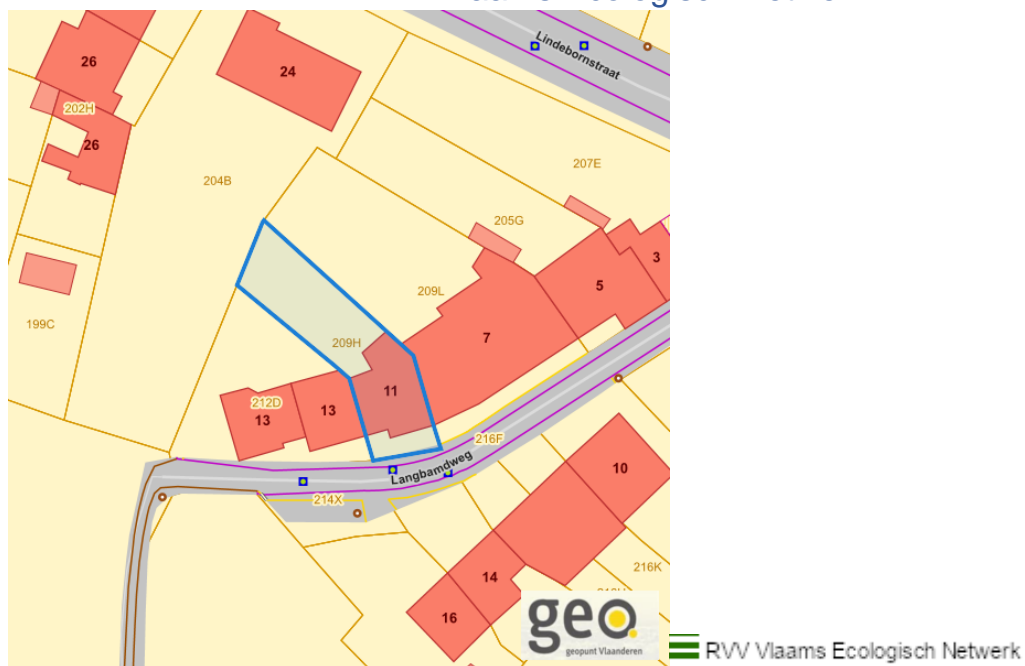 Lindebornstraat
26
24
202H
26
207E
204B
205G
3
209L
5
199C
209H
7
11
212D
13
13
216F
Langbamdweg
10
214X
216K
14
16
geo
geopunt Vlaanderen
RVV Vlaams Ecologisch Netwerk